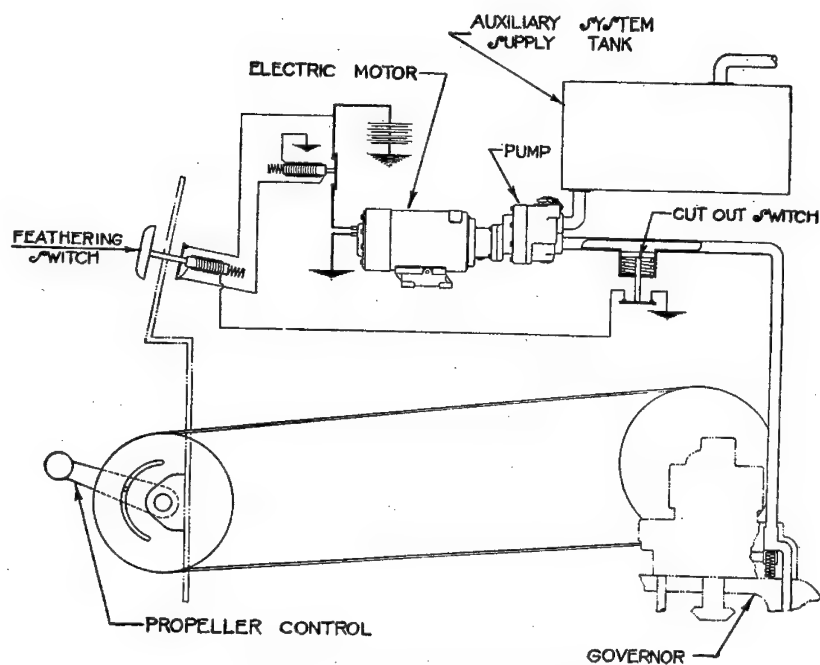 AUXILIARY SYSTEM
SUPPLY TANK
ELECTRIC MOTOR
PUMP
CUT OUT SWITCH
FEATHERING
SWITCH
PROPELLER CONTROL
GOVERNOR